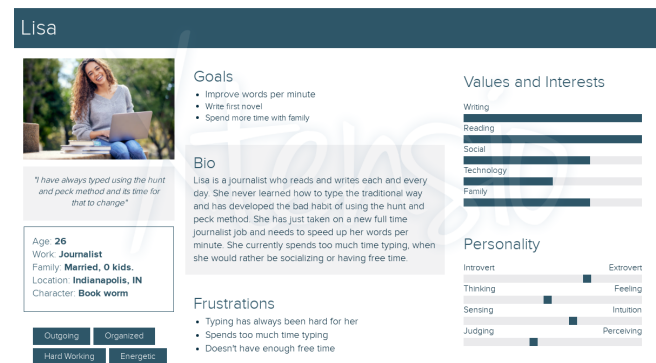 Lisa
"I have always typed using the hunt
and peck method and its time for
that to change"
Age: 26
Work: Journalist
Family: Married, 0 kids.
Location: Indianapolis, IN
Character: Book worm
Outgoing
Organized
Hard Working
Energetic
Goals
Improve words per minute
Write first novel
Spend more time with family
Bio
Lisa is a journalist who reads and writes each and every
day. She never learned how to type the traditional way
and has developed the bad habit of using the hunt and
peck method. She has just taken on a new full time
journalist job and needs to speed up her words per
minute. She currently spends too much time typing, when
she would rather be socializing or having free time.
Frustrations
Typing has always been hard for her
Spends too much time typing
Doesn't have enough free time
Values and Interests
Writing
Reading
Social
Technology
Family
Personality
Introvert Extrovert
Thinking Feeling
Sensing Intuition
Judging Perceiving